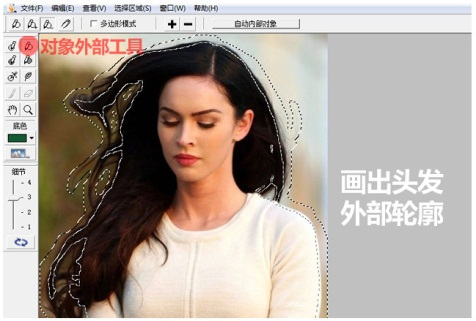 文件(F) 编辑(E) 查看(V) 选择区域(S) 窗口(W) 帮助(H)
多边形模式 自动内部对象
对象外部工具
底色
细节
4
3
2
1
画出头发
外部轮廓